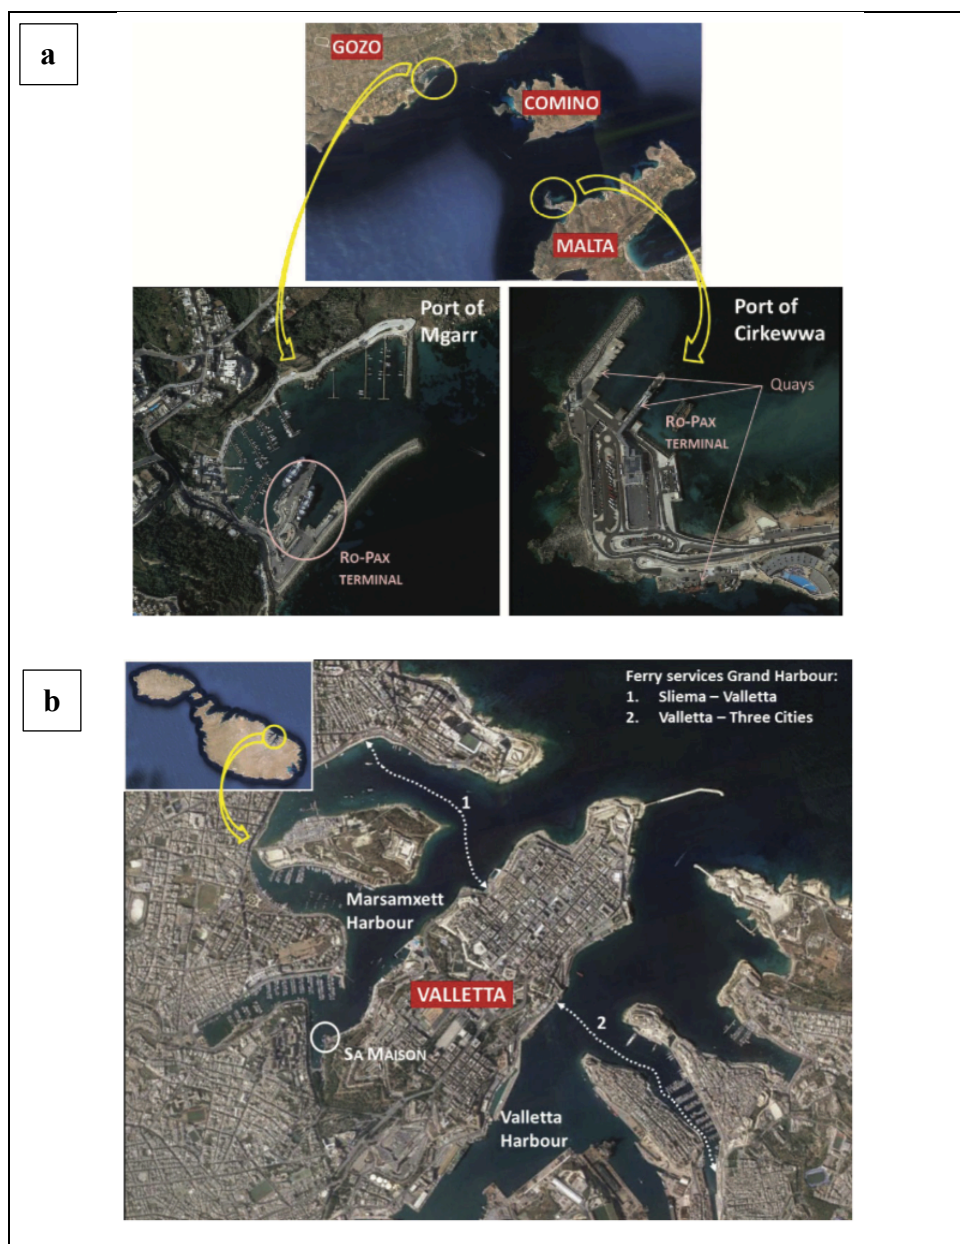 a
GOZO
COMINO
MALTA
Port of
Mgarr
RO-PAX
TERMINAL
Port of
Cirkewwa
Quays
RO-PAX
TERMINAL
b
Ferry services Grand Harbour:
1. Sliema – Valletta
2. Valletta – Three Cities
1
Marsamxett
Harbour
VALLETTA
2
SA MAISON
Valletta
Harbour